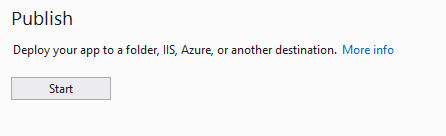 Publish
Deploy your app to a folder, IIS, Azure, or another destination. More info
Start